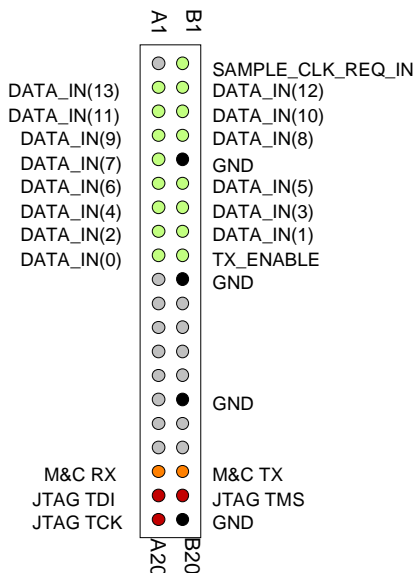 A1 B1
SAMPLE_CLK_REQ_IN
DATA_IN(13) DATA_IN(12)
DATA_IN(11) DATA_IN(10)
DATA_IN(9) DATA_IN(8)
DATA_IN(7) GND
DATA_IN(6) DATA_IN(5)
DATA_IN(4) DATA_IN(3)
DATA_IN(2) DATA_IN(1)
DATA_IN(0) TX_ENABLE
GND
GND
M&C RX M&C TX
JTAG TDI JTAG TMS
JTAG TCK GND
A20 B20